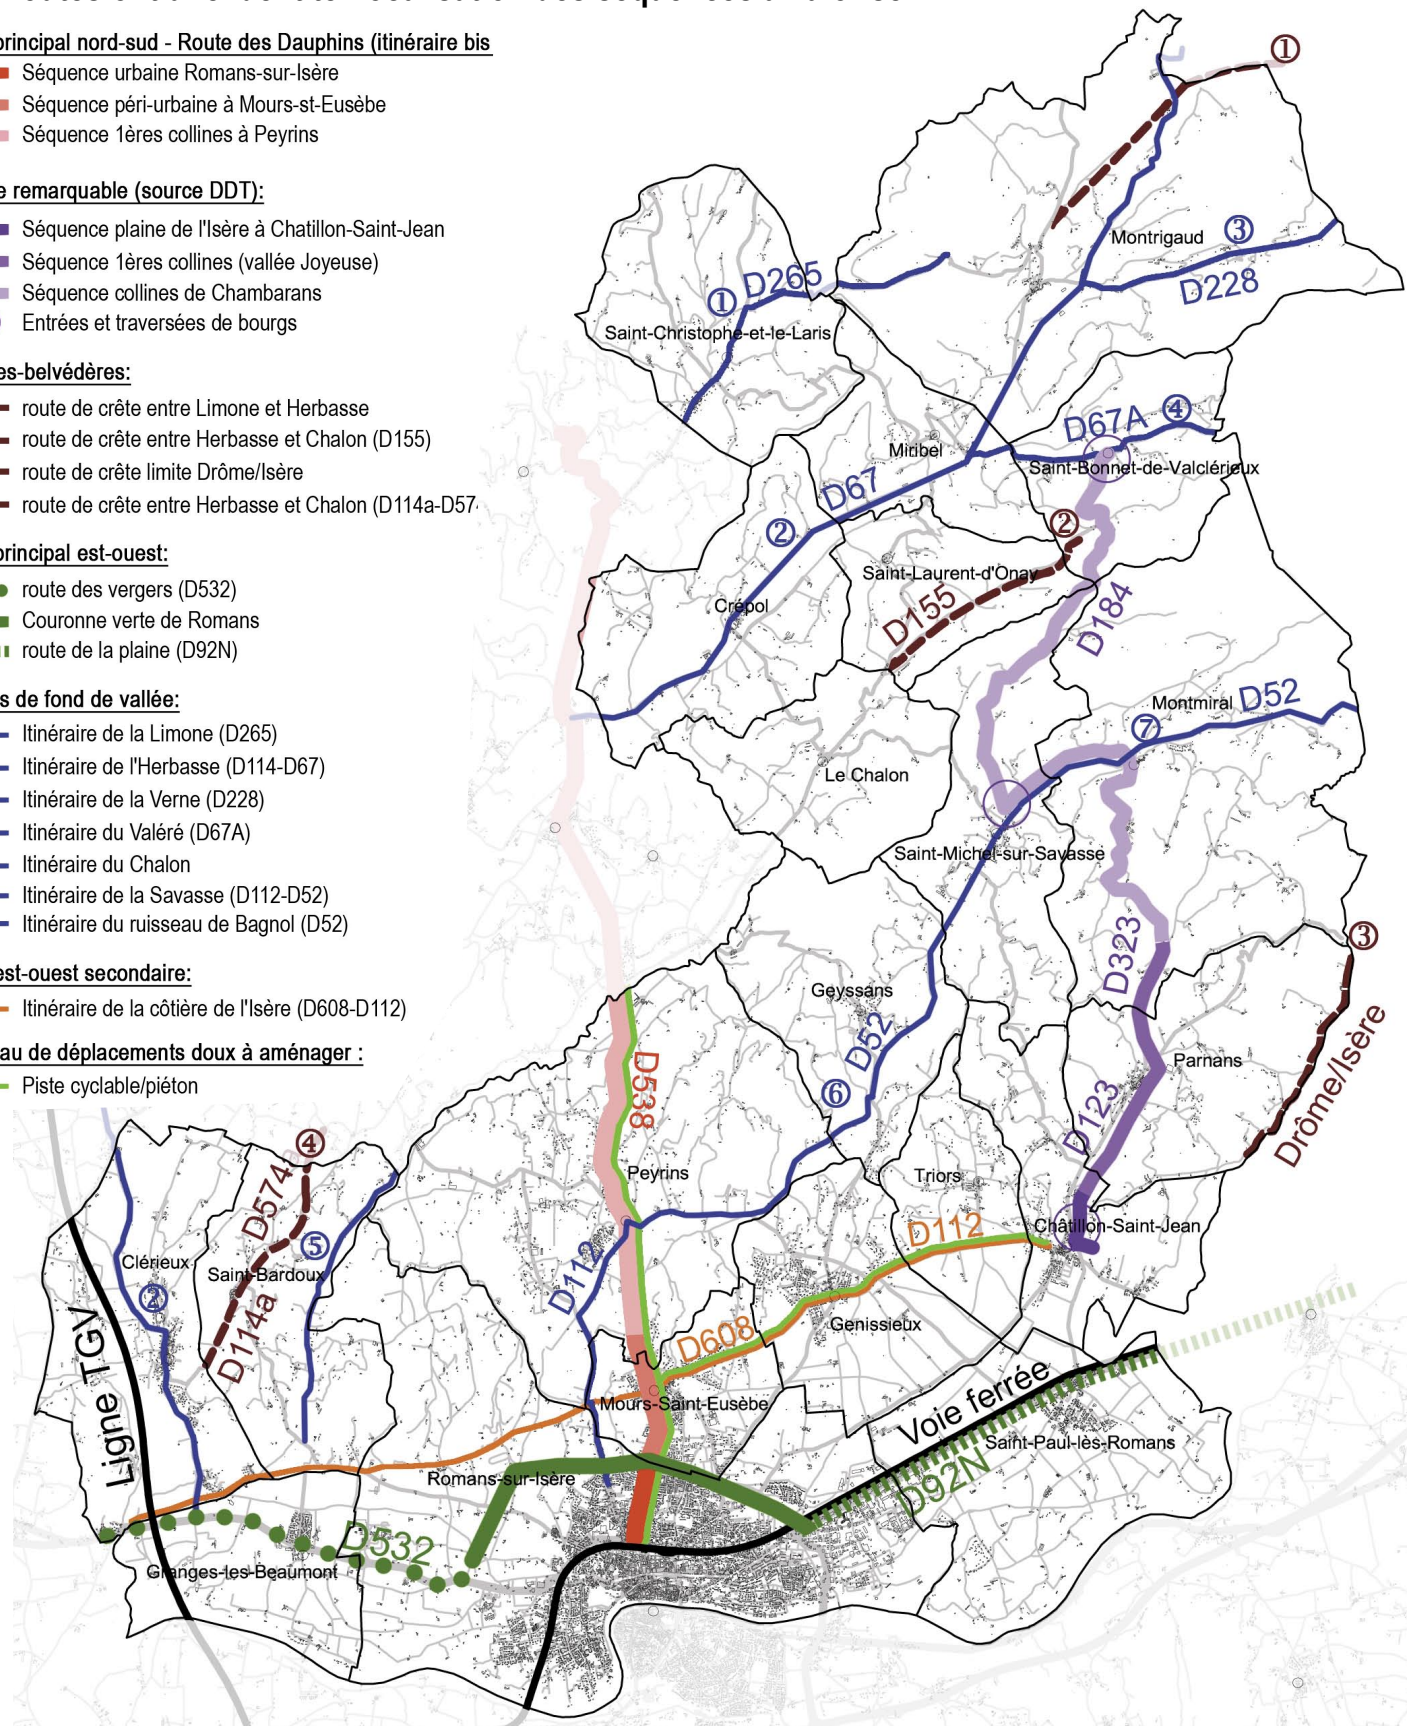 principal nord-sud - Route des Dauphins (itinéraire bis
Séquence urbaine Romans-sur-Isère
Séquence péri-urbaine à Mours-st-Eusèbe
Séquence 1ères collines à Peyrins
e remarquable (source DDT):
Séquence plaine de l'Isère à Chatillon-Saint-Jean
Séquence 1ères collines (vallée Joyeuse)
Séquence collines de Chambarans
Entrées et traversées de bourgs
es-belvédères:
route de crête entre Limone et Herbasse
route de crête entre Herbasse et Chalon (D155)
route de crête limite Drôme/Isère
route de crête entre Herbasse et Chalon (D114a-D574
principal est-ouest:
route des vergers (D532)
Couronne verte de Romans
route de la plaine (D92N)
s de fond de vallée:
Itinéraire de la Limone (D265)
Itinéraire de l'Herbasse (D114-D67)
Itinéraire de la Verne (D228)
Itinéraire du Valéré (D67A)
Itinéraire du Chalon
Itinéraire de la Savasse (D112-D52)
Itinéraire du ruisseau de Bagnol (D52)
est-ouest secondaire:
Itinéraire de la côtière de l'Isère (D608-D112)
au de déplacements doux à aménager :
Piste cyclable/piéton
①
Montrigaud
③
D228
D265
①
Saint-Christophe-et-le-Laris
D67A
④
Miribel
Saint-Bonnet-de-Valclérieux
D67
②
②
Saint-Laurent-d'Onay
D155
Crépol
D184
Montmiral
D52
⑦
Le Chalon
Saint-Michel-sur-Savasse
D323
③
Geyssans
D52
Drôme/Isère
Parnans
⑥
D123
D538
Peyrins
Triors
D112
Châtillon-Saint-Jean
④
D574
⑤
Clérieux
Saint-Bardoux
②
D114a
D112
Ligne TGV
Génissieux
D608
Mours-Saint-Eusèbe
Voie ferrée
Saint-Paul-lès-Romans
D92N
Romans-sur-Isère
D532
Granges-les-Beaumont